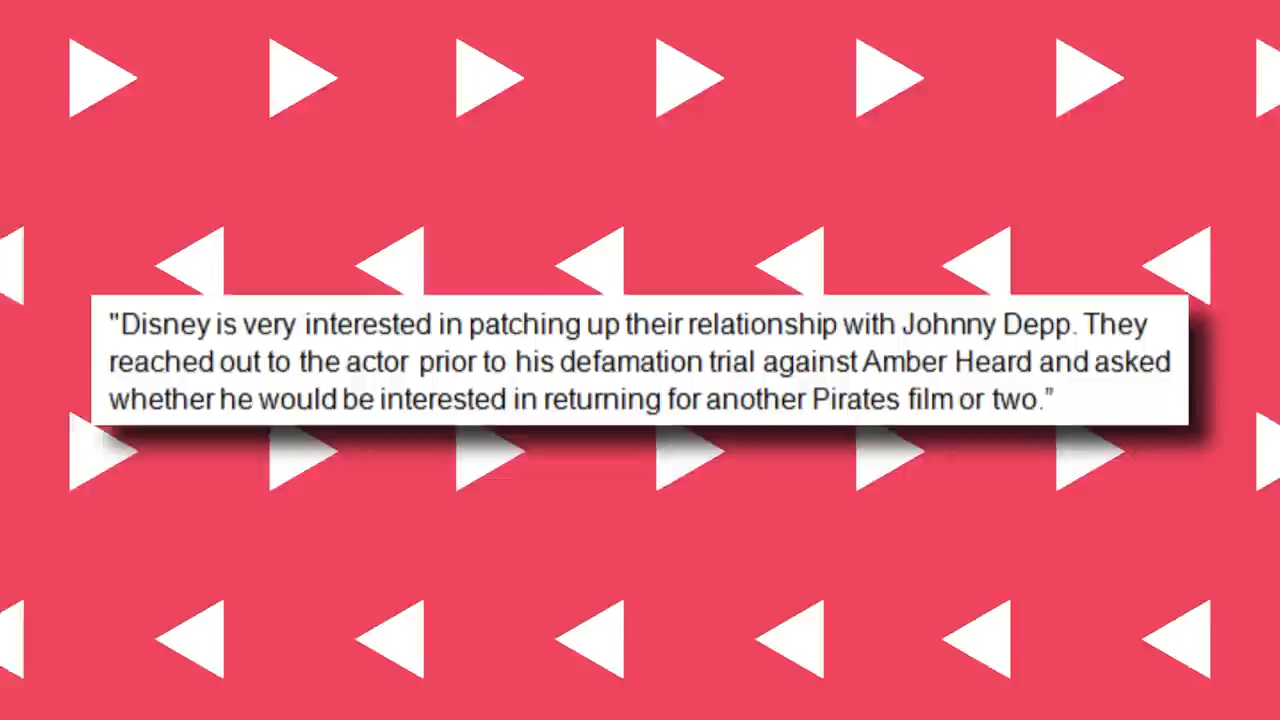 "Disney is very interested in patching up their relationship with Johnny Depp. They
reached out to the actor prior to his defamation trial against Amber Heard and asked
whether he would be interested in returning for another Pirates film or two.”